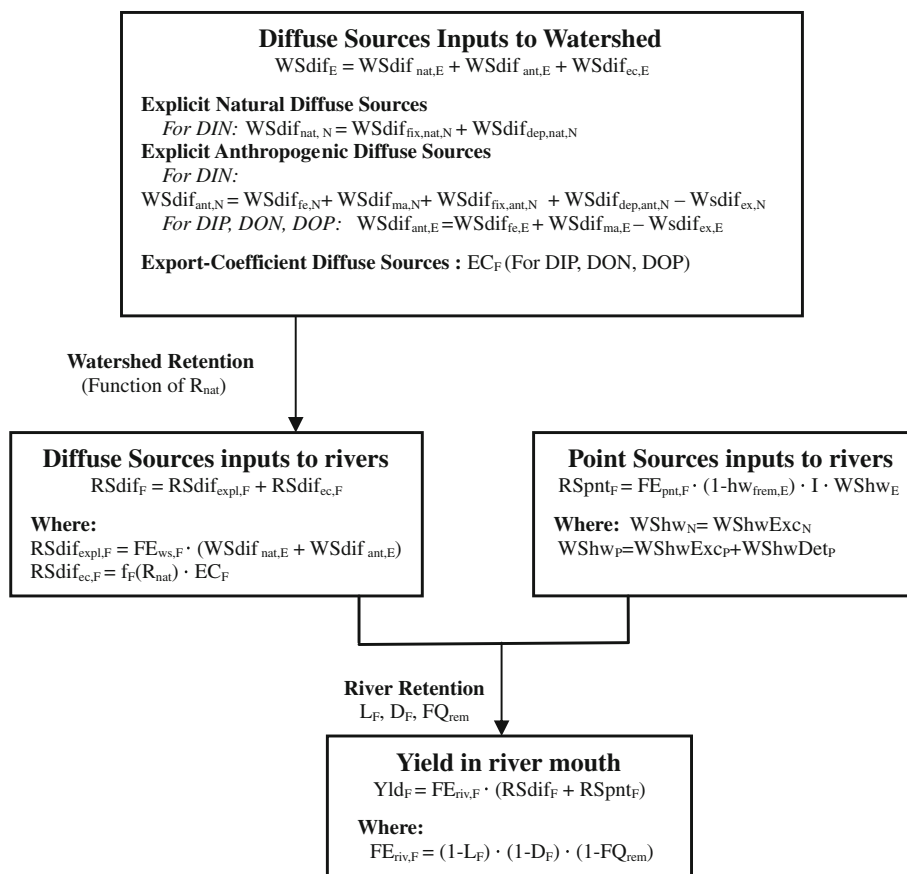 Diffuse Sources Inputs to Watershed
WSdif_E = WSdif_nat,E + WSdif_ant,E + WSdif_ec,E
Explicit Natural Diffuse Sources
For DIN: WSdif_nat, N = WSdif_fix,nat,N + WSdif_dep,nat,N
Explicit Anthropogenic Diffuse Sources
For DIN:
WSdif_ant,N = WSdif_fe,N + WSdif_ma,N + WSdif_fix,ant,N + WSdif_dep,ant,N – Wsdif_ex,N
For DIP, DON, DOP: WSdif_ant,E = WSdif_fe,E + WSdif_ma,E – Wsdif_ex,E
Export-Coefficient Diffuse Sources : EC_F (For DIP, DON, DOP)
Watershed Retention
(Function of R_nat)
Diffuse Sources inputs to rivers
RSdif_F = RSdif_expl,F + RSdif_ec,F
Where:
RSdif_expl,F = FE_ws,F · (WSdif_nat,E + WSdif_ant,E)
RSdif_ec,F = f_F(R_nat) · EC_F
Point Sources inputs to rivers
RSpnt_F = FE_pnt,F · (1-hw_frem,E) · I · WShw_E
Where: WShw_N = WShwExc_N
WShw_P=WShwExc_P+WShwDet_P
River Retention
L_F, D_F, FQ_rem
Yield in river mouth
Yld_F = FE_riv,F · (RSdif_F + RSpnt_F)
Where:
FE_riv,F = (1-L_F) · (1-D_F) · (1-FQ_rem)